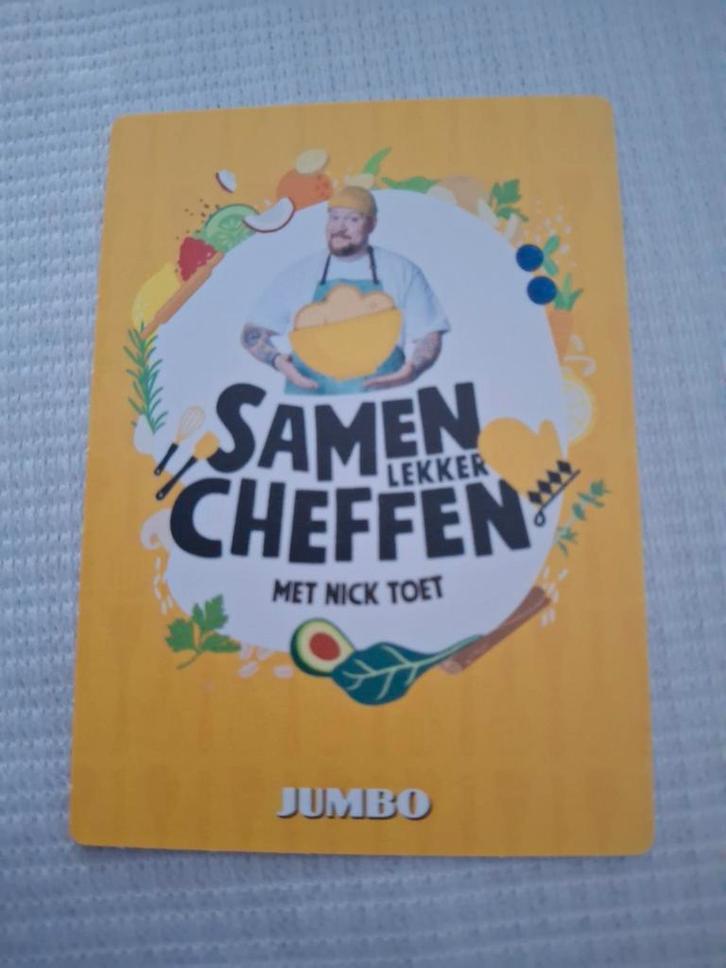 SAMEN
LEKKER
CHEFFEN
MET NICK TOET
JUMBO